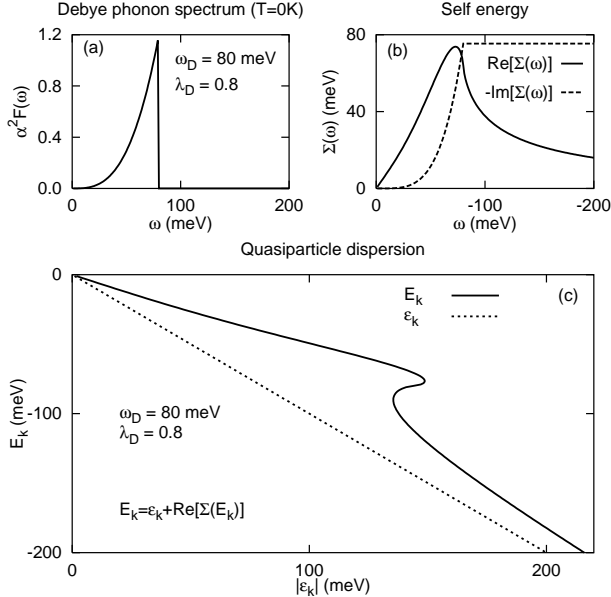 Debye phonon spectrum (T=0K)
1.2
0.8
0.4
0.0
α²F(ω)
(a)
ω_D = 80 meV
λ_D = 0.8
0 100 200
ω (meV)
Self energy
80
40
0
Σ(ω) (meV)
(b)
Re[Σ(ω)]
-Im[Σ(ω)]
0 -100 -200
ω (meV)
Quasiparticle dispersion
0
-100
-200
E_k (meV)
E_k
ε_k
(c)
ω_D = 80 meV
λ_D = 0.8
E_k=ε_k+Re[Σ(E_k)]
0 100 200
|ε_k| (meV)